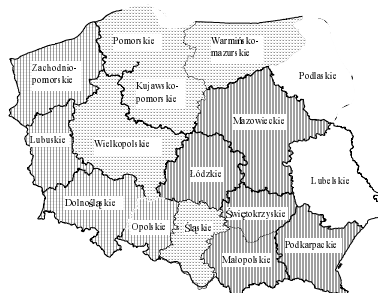 Pomorskie
Warmińsko-
mazurskie
Zachodnio-
pomorskie
Podlaskie
Kujawsko-
pomorskie
Mazowieckie
Lubuskie
Wielkopolskie
Łódzkie
Lubelskie
Dolnośląskie
Opolskie
Śląskie
Świętokrzyskie
Podkarpackie
Małopolskie